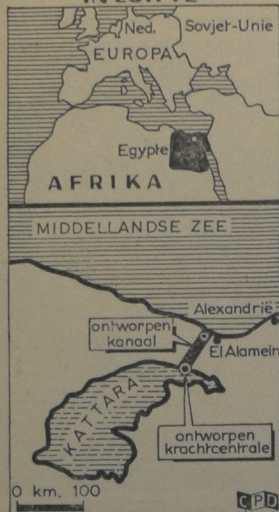 Ned.
Sovjet-Unie
EUROPA
Egypte
AFRIKA
MIDDELLANDSE ZEE
Alexandrië
ontworpen
kanaal
El Alamein
KATTARA
ontworpen
krachtcentrale
0 km. 100
CPD